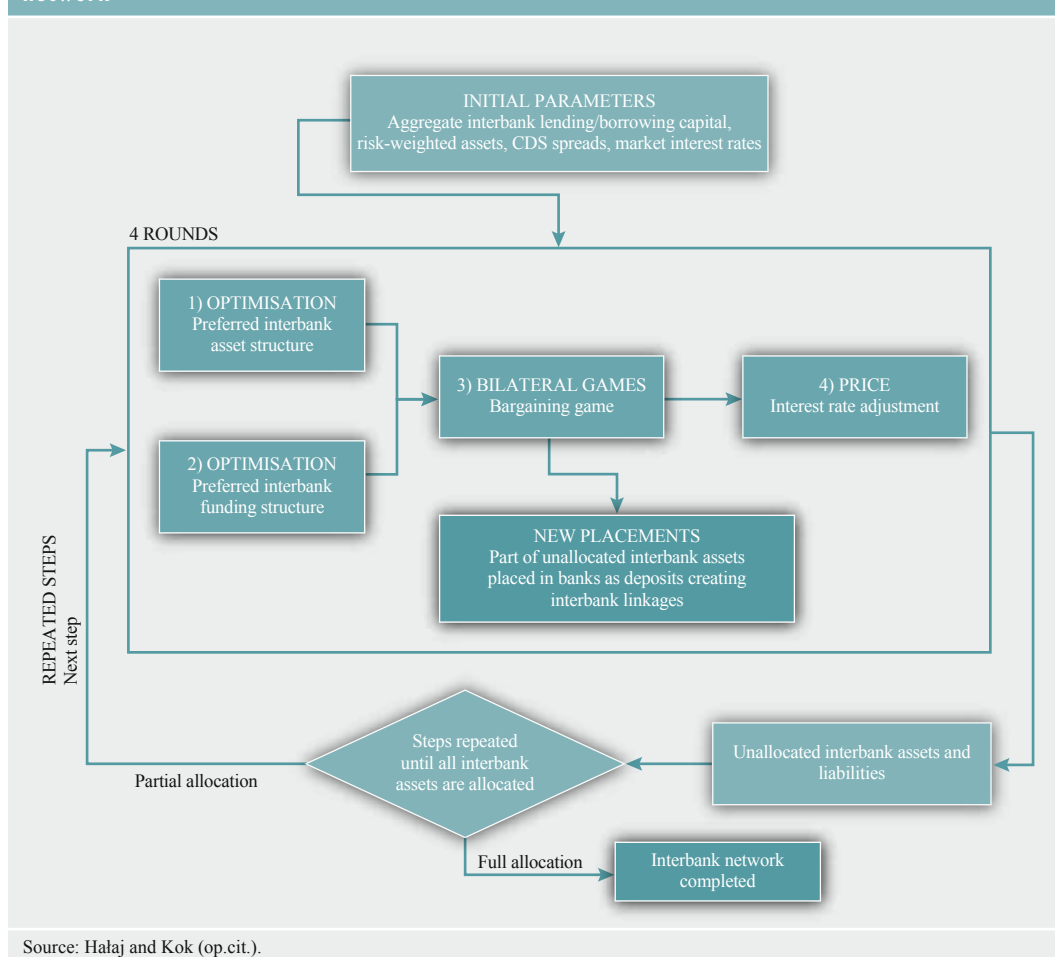 INITIAL PARAMETERS
Aggregate interbank lending/borrowing capital,
risk-weighted assets, CDS spreads, market interest rates
4 ROUNDS
1) OPTIMISATION
Preferred interbank
asset structure
2) OPTIMISATION
Preferred interbank
funding structure
3) BILATERAL GAMES
Bargaining game
4) PRICE
Interest rate adjustment
NEW PLACEMENTS
Part of unallocated interbank assets
placed in banks as deposits creating
interbank linkages
REPEATED STEPS
Next step
Unallocated interbank assets and
liabilities
Steps repeated
until all interbank
assets are allocated
Partial allocation
Full allocation
Interbank network
completed
Source: Hałaj and Kok (op.cit.).